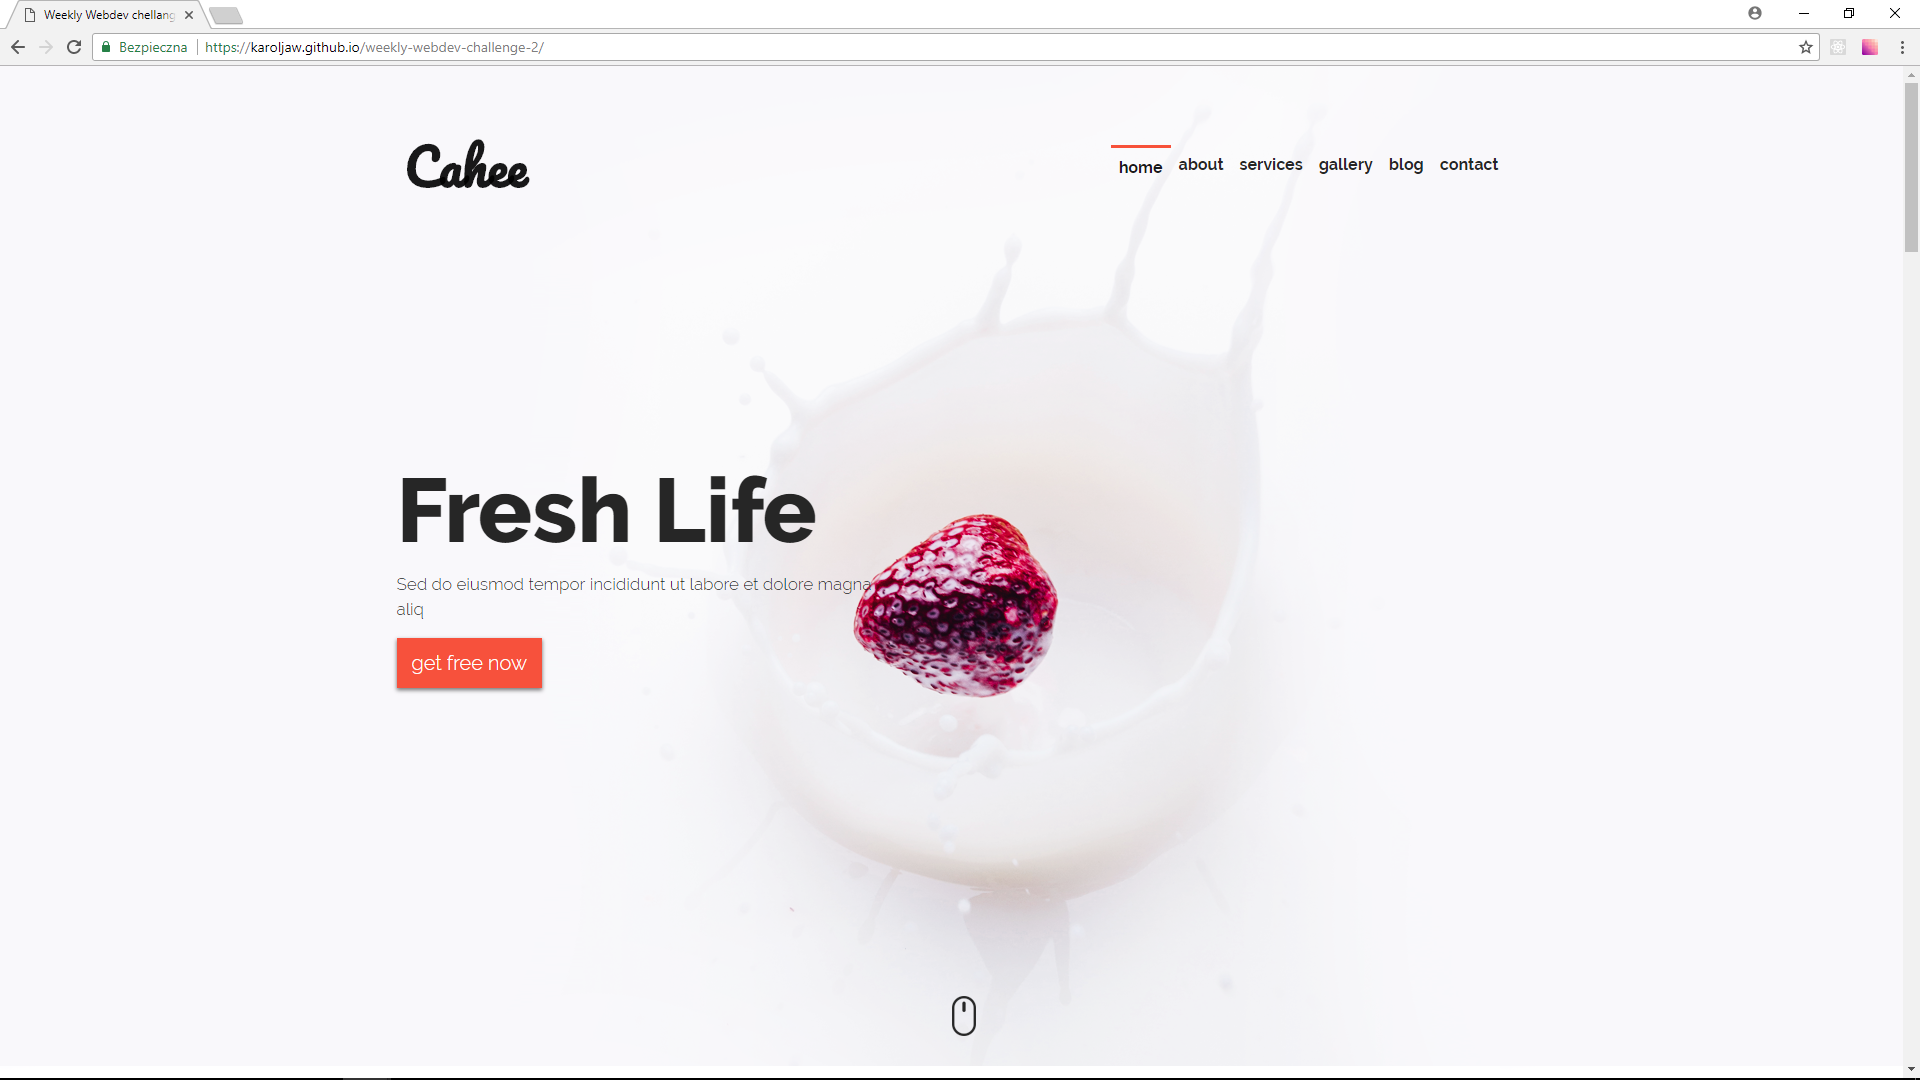 Weekly Webdev chellang
Bezpieczna
https://karoljaw.github.io/weekly-webdev-challenge-2/
Cahee
home about services gallery blog contact
Fresh Life
Sed do eiusmod tempor incididunt ut labore et dolore magna
aliq
get free now